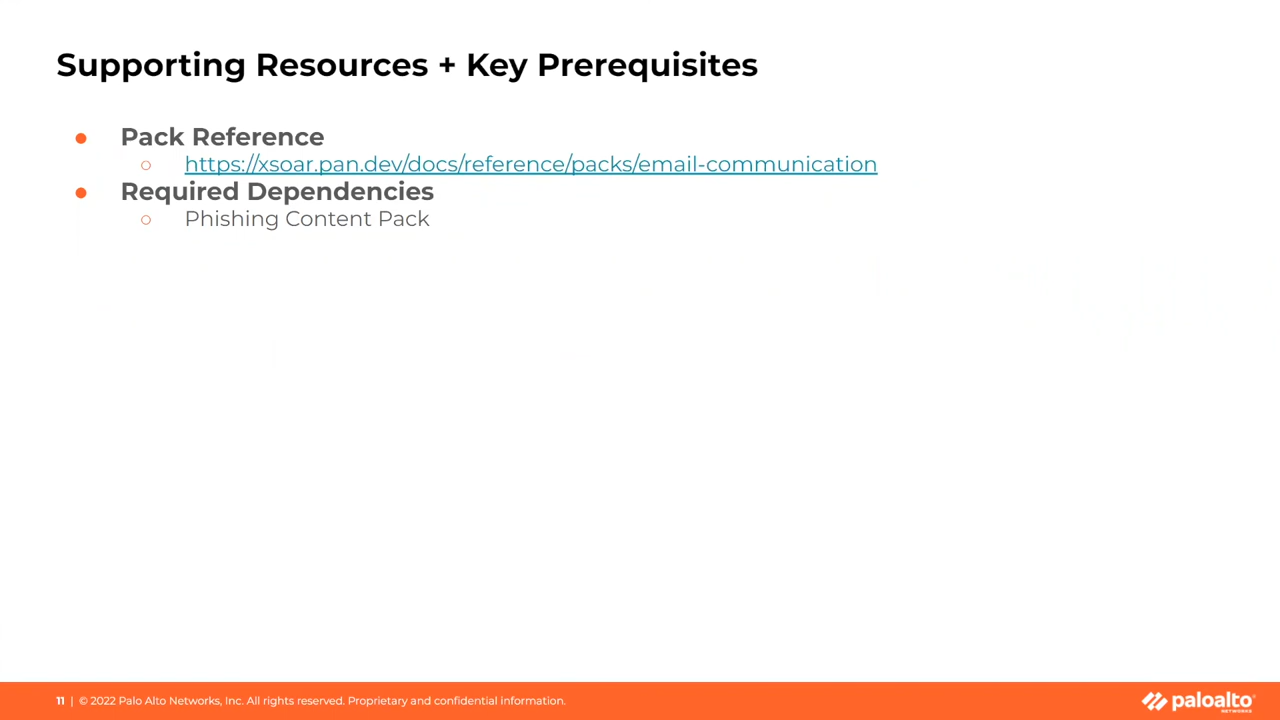 Supporting Resources + Key Prerequisites
● Pack Reference
○ https://xsoar.pan.dev/docs/reference/packs/email-communication
● Required Dependencies
○ Phishing Content Pack
11 | © 2022 Palo Alto Networks, Inc. All rights reserved. Proprietary and confidential information.
paloalto
NETWORKS